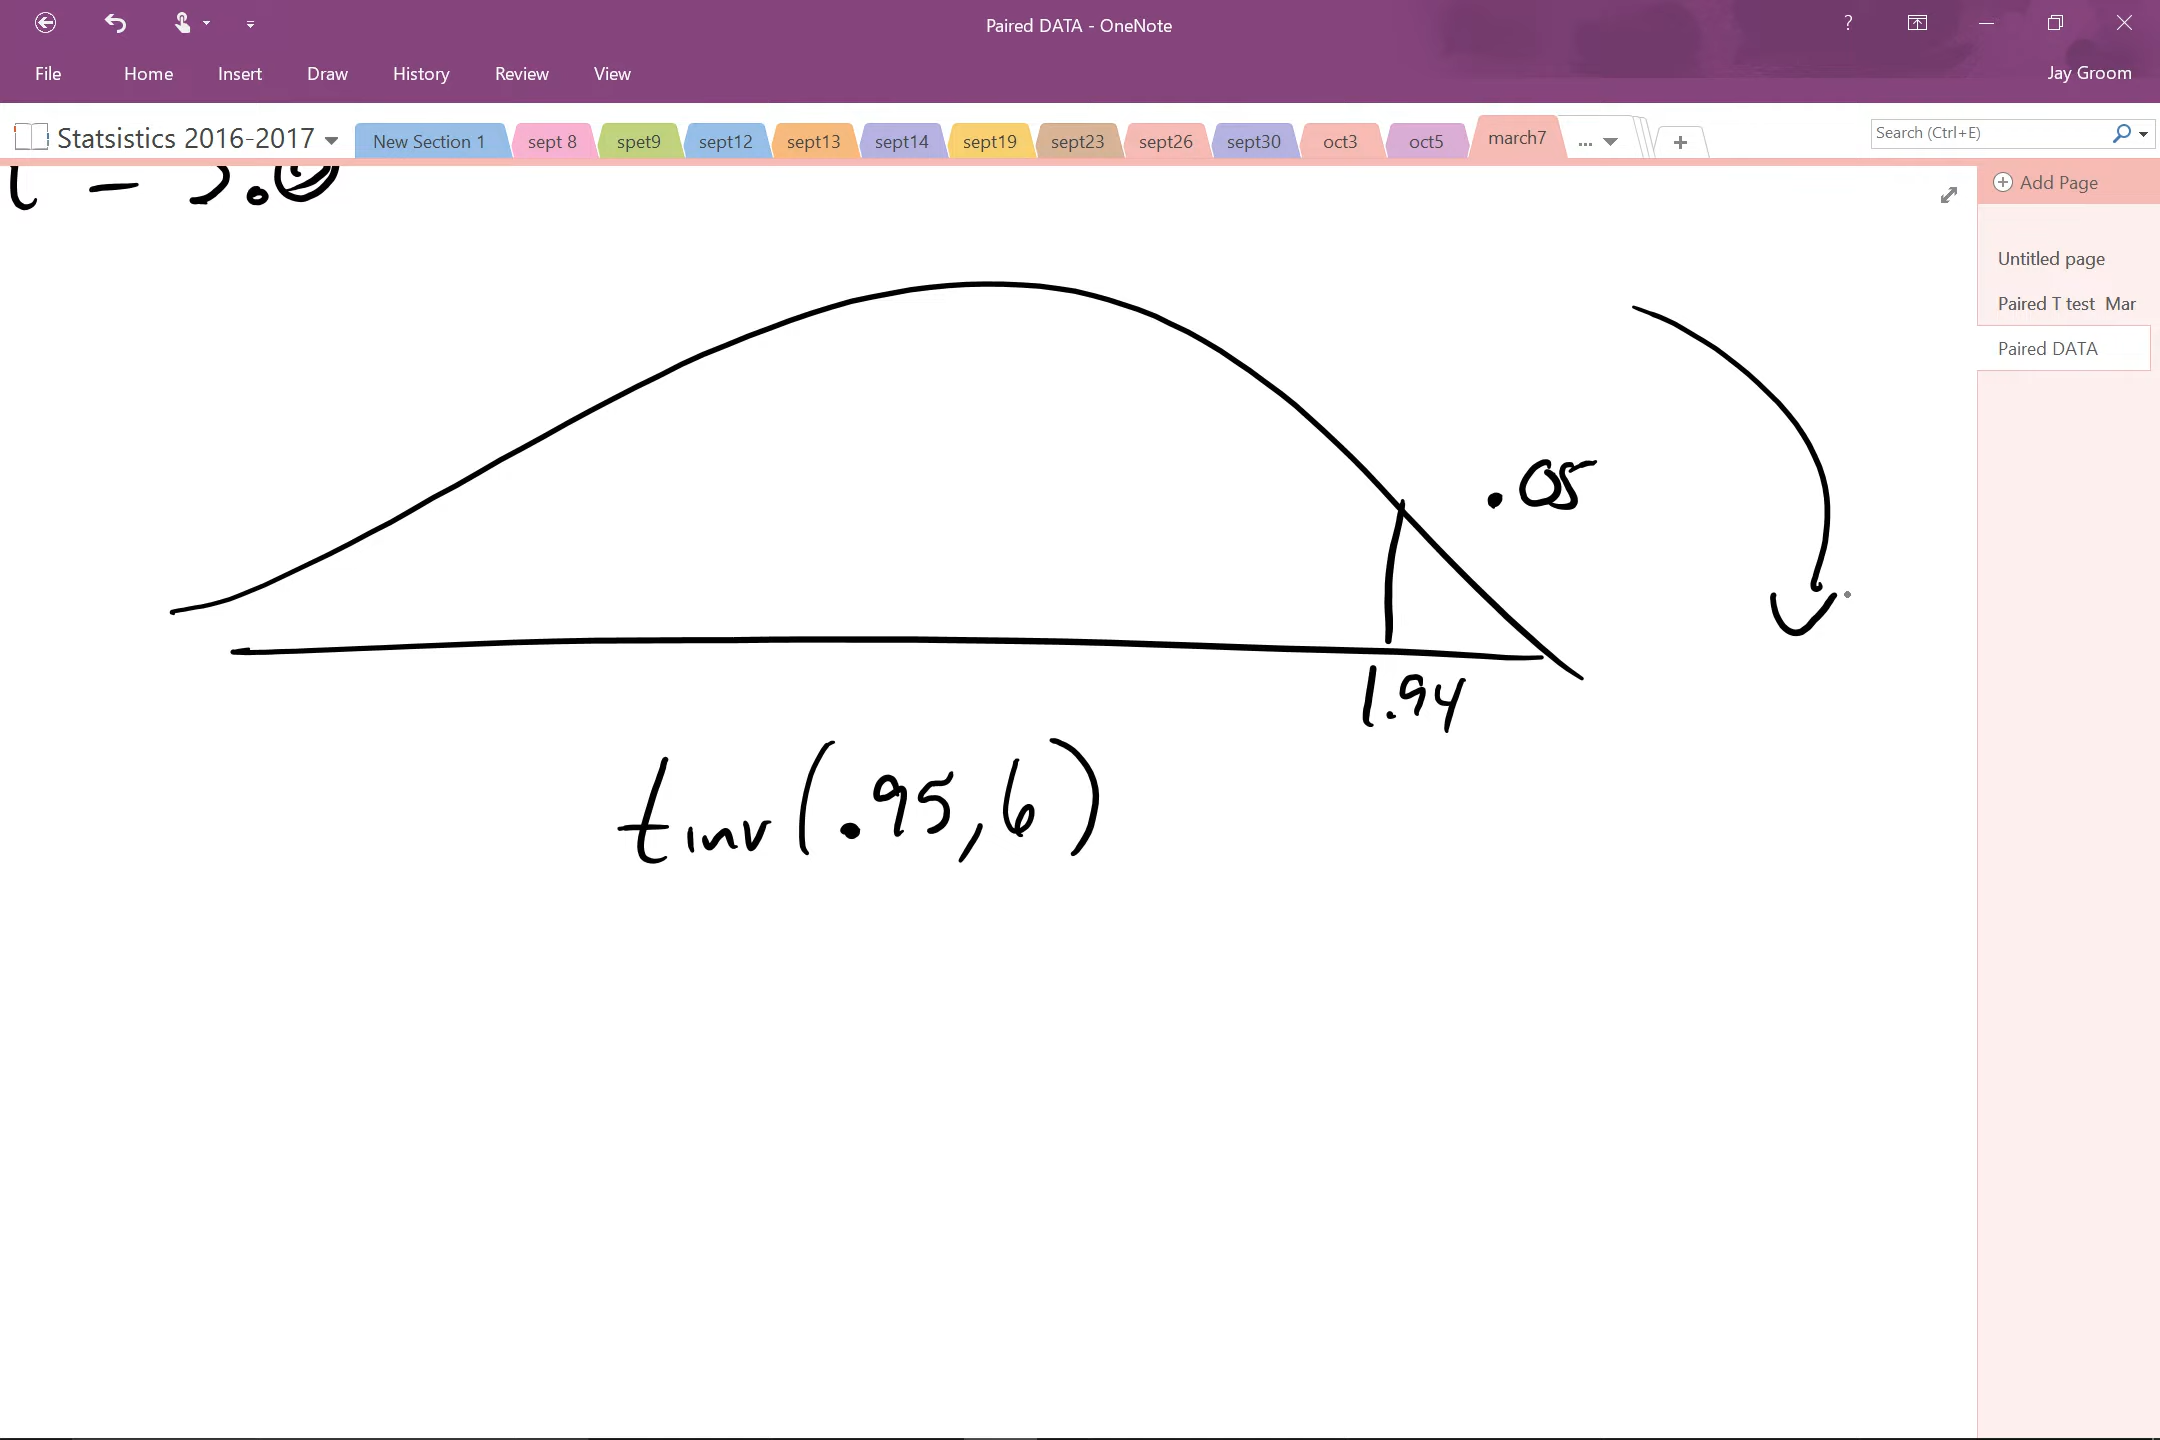 Paired DATA - OneNote
?
File Home Insert Draw History Review View
Jay Groom
Statsistics 2016-2017
New Section 1 sept 8 spet9 sept12 sept13 sept14 sept19 sept23 sept26 sept30 oct3 oct5 march7 ... +
Search (Ctrl+E)
Add Page
Untitled page
Paired T test Mar
Paired DATA
.05
1.94
tinv(.95,6)